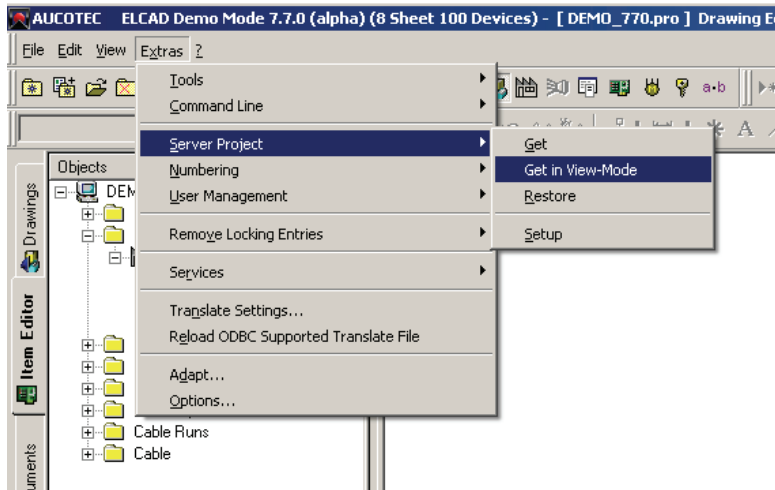 AUCOTEC ELCAD Demo Mode 7.7.0 (alpha) (8 Sheet 100 Devices) - [ DEMO_770.pro ] Drawing E
File Edit View Extras ?
a•b
A
Tools
Command Line
Server Project
Numbering
User Management
Remove Locking Entries
Services
Translate Settings...
Reload ODBC Supported Translate File
Adapt...
Options...
Get
Get in View-Mode
Restore
Setup
Objects
DEM
Cable Runs
Cable
Drawings
Item Editor
uments